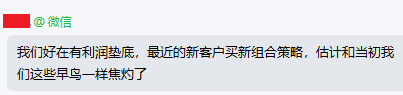 @微信
我们好在有利润垫底，最近的新客户买新组合策略，估计和当初我
们这些早鸟一样焦灼了